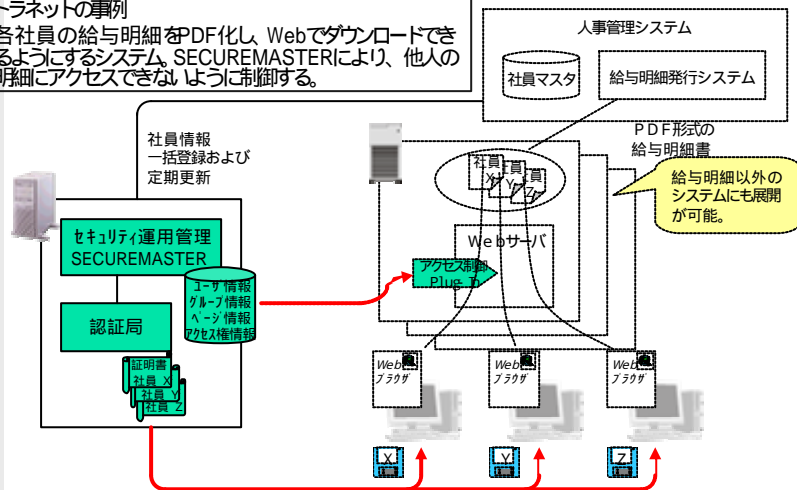 トラネットの事例
各社員の給与明細をPDF化し、Webでダウンロードでき
るようにするシステム。SECUREMASTERにより、他人の
明細にアクセスできないように制御する。
人事管理システム
社員マスタ
給与明細発行システム
PDF形式の
給与明細書
給与明細以外の
システムにも展開
が可能。
社員情報
一括登録および
定期更新
社員
X
社員
Y
社員
Z
Webサーバ
アクセス制御
Plug-In
セキュリティ運用管理
SECUREMASTER
ユーザ情報
グループ情報
ページ情報
アクセス権情報
認証局
証明書
社員 X
社員 Y
社員 Z
Web
ブラウザ
Web
ブラウザ
Web
ブラウザ
X
Y
Z